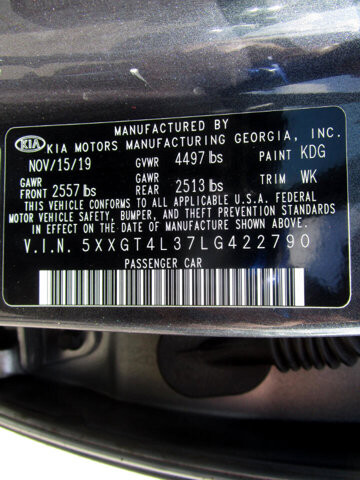 MANUFACTURED BY
KIA KIA MOTORS MANUFACTURING GEORGIA, INC.
NOV/15/19 GVWR 4497 lbs PAINT KDG
GAWR FRONT 2557 lbs GAWR REAR 2513 lbs TRIM WK
THIS VEHICLE CONFORMS TO ALL APPLICABLE U.S.A. FEDERAL
MOTOR VEHICLE SAFETY, BUMPER, AND THEFT PREVENTION STANDARDS
IN EFFECT ON THE DATE OF MANUFACTURE SHOWN ABOVE.
V.I.N. 5XXGT4L37LG422790
PASSENGER CAR